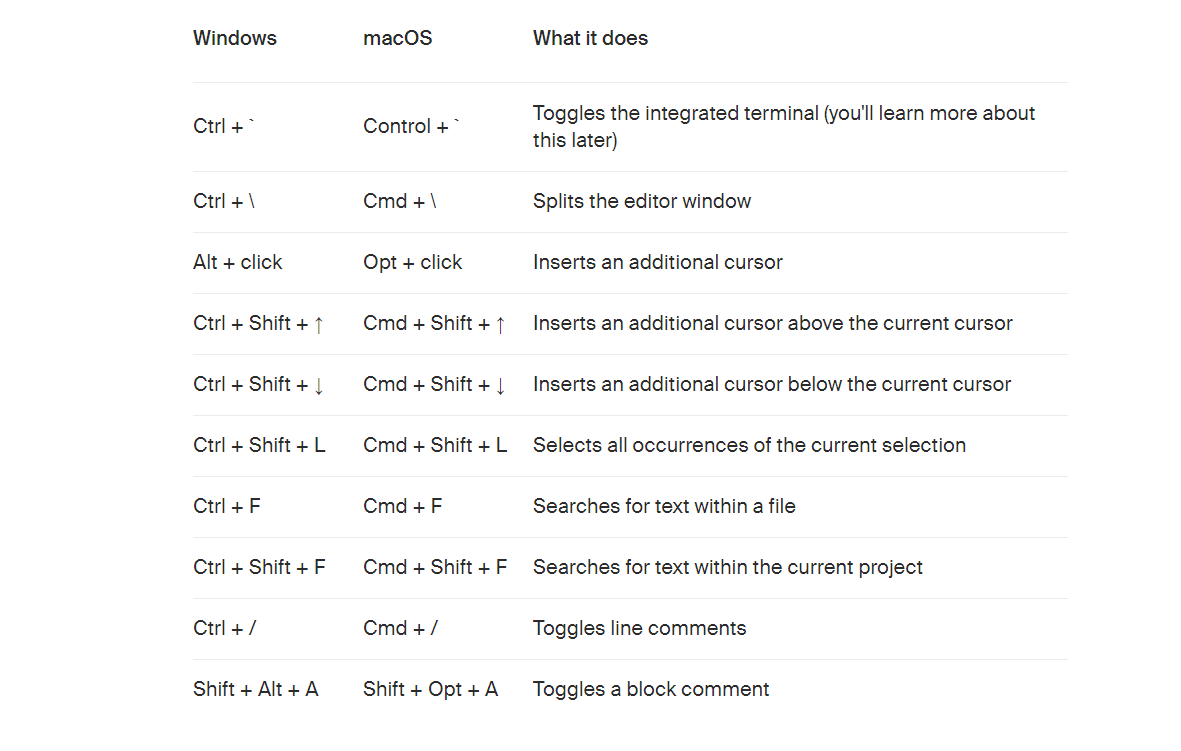 Windows macOS What it does
Ctrl + ` Control + ` Toggles the integrated terminal (you'll learn more about
this later)
Ctrl + \ Cmd + \ Splits the editor window
Alt + click Opt + click Inserts an additional cursor
Ctrl + Shift + ↑ Cmd + Shift + ↑ Inserts an additional cursor above the current cursor
Ctrl + Shift + ↓ Cmd + Shift + ↓ Inserts an additional cursor below the current cursor
Ctrl + Shift + L Cmd + Shift + L Selects all occurrences of the current selection
Ctrl + F Cmd + F Searches for text within a file
Ctrl + Shift + F Cmd + Shift + F Searches for text within the current project
Ctrl + / Cmd + / Toggles line comments
Shift + Alt + A Shift + Opt + A Toggles a block comment